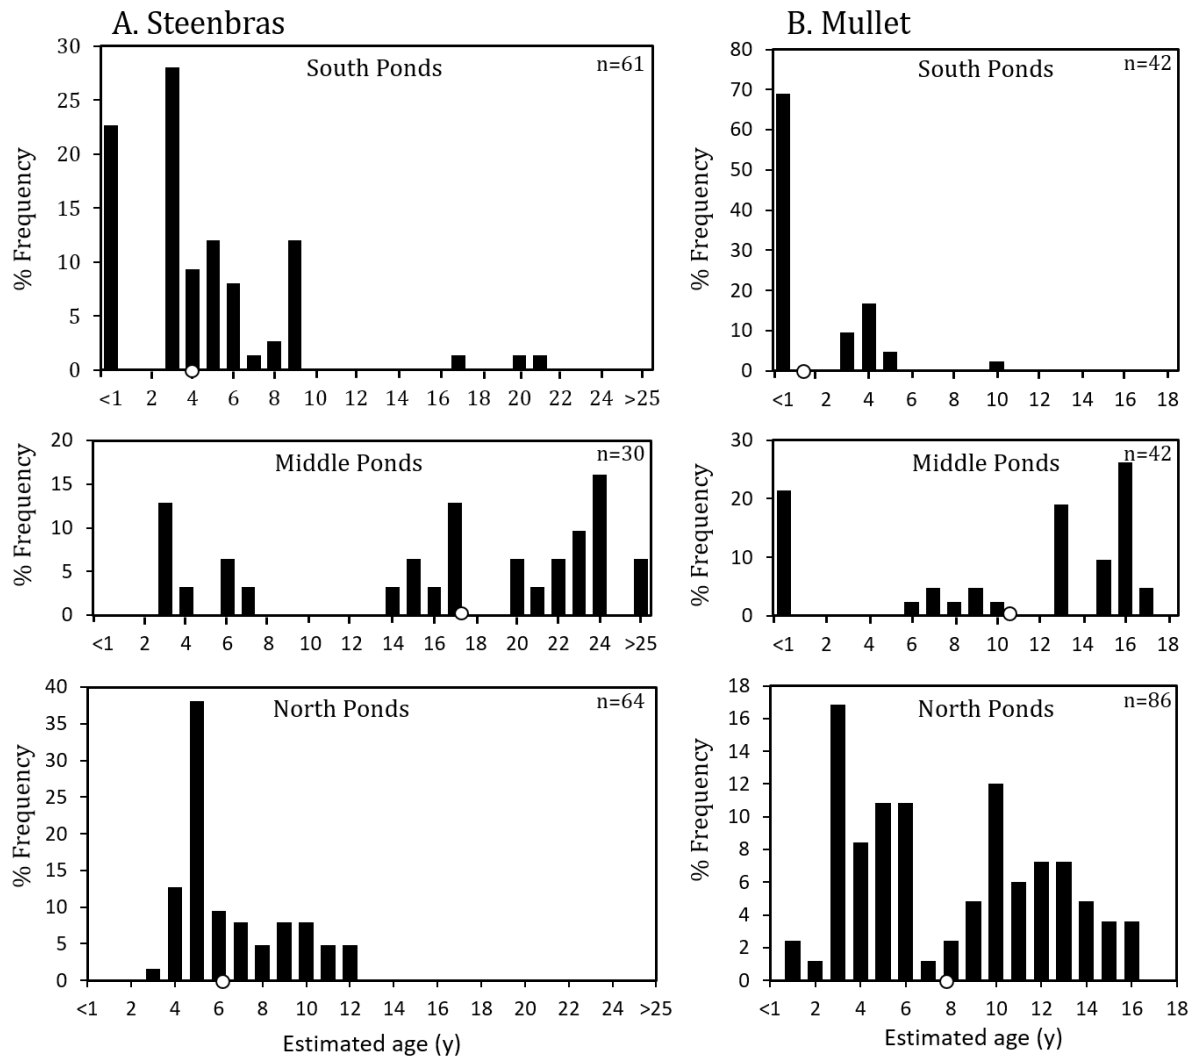 A. Steenbras
South Ponds
n=61
% Frequency
30
25
20
15
10
5
0
<1 2 4 6 8 10 12 14 16 18 20 22 24 >25
Middle Ponds
n=30
% Frequency
20
15
10
5
0
<1 2 4 6 8 10 12 14 16 18 20 22 24 >25
North Ponds
n=64
% Frequency
40
35
30
25
20
15
10
5
0
<1 2 4 6 8 10 12 14 16 18 20 22 24 >25
Estimated age (y)
B. Mullet
South Ponds
n=42
% Frequency
80
70
60
50
40
30
20
10
0
<1 2 4 6 8 10 12 14 16 18
Middle Ponds
n=42
% Frequency
30
20
10
0
<1 2 4 6 8 10 12 14 16 18
North Ponds
n=86
% Frequency
18
16
14
12
10
8
6
4
2
0
<1 2 4 6 8 10 12 14 16 18
Estimated age (y)